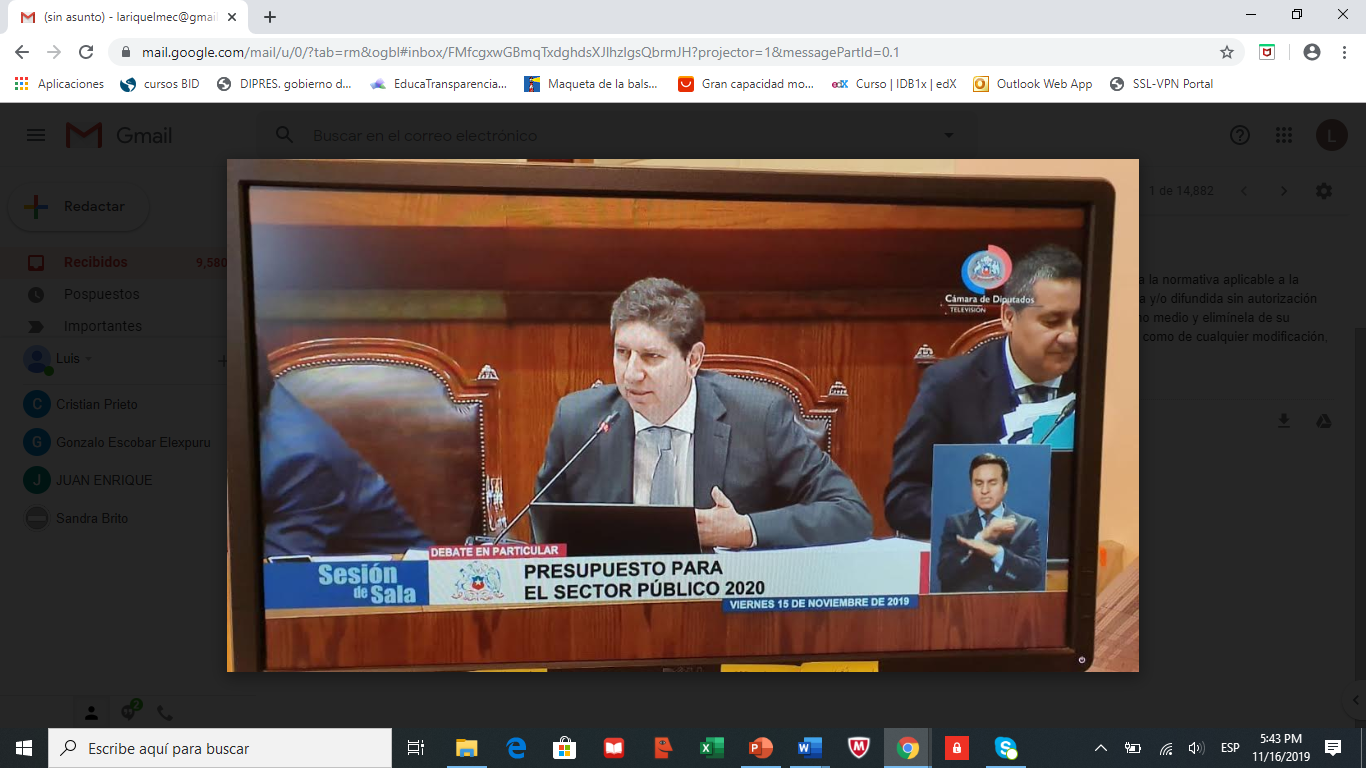 (sin asunto) - lariquelmec@gmail
mail.google.com/mail/u/0/?tab=rm&ogbl#inbox/FMfcgxwGBmqTxdghdsXJIhzlgsQbrmJH?projector=1&messagePartId=0.1
Aplicaciones
cursos BID
DIPRES. gobierno d...
EducaTransparencia...
Maqueta de la bals...
Gran capacidad mo...
edX
Curso | IDB1x | edX
Outlook Web App
SSL-VPN Portal
Gmail
Buscar en el correo electrónico
L
Redactar
1 de 14,882
Recibidos
9,580
Pospuestos
Importantes
Luis
C
Cristian Prieto
G
Gonzalo Escobar Elexpuru
J
JUAN ENRIQUE
Sandra Brito
2
a la normativa aplicable a la
a y/o difundida sin autorización
no medio y elimínela de su
como de cualquier modificación,
Cámara de Diputados
TELEVISIÓN
DEBATE EN PARTICULAR
Sesión
de Sala
PRESUPUESTO PARA
EL SECTOR PÚBLICO 2020
VIERNES 15 DE NOVIEMBRE DE 2019
Escribe aquí para buscar
ESP
5:43 PM
11/16/2019